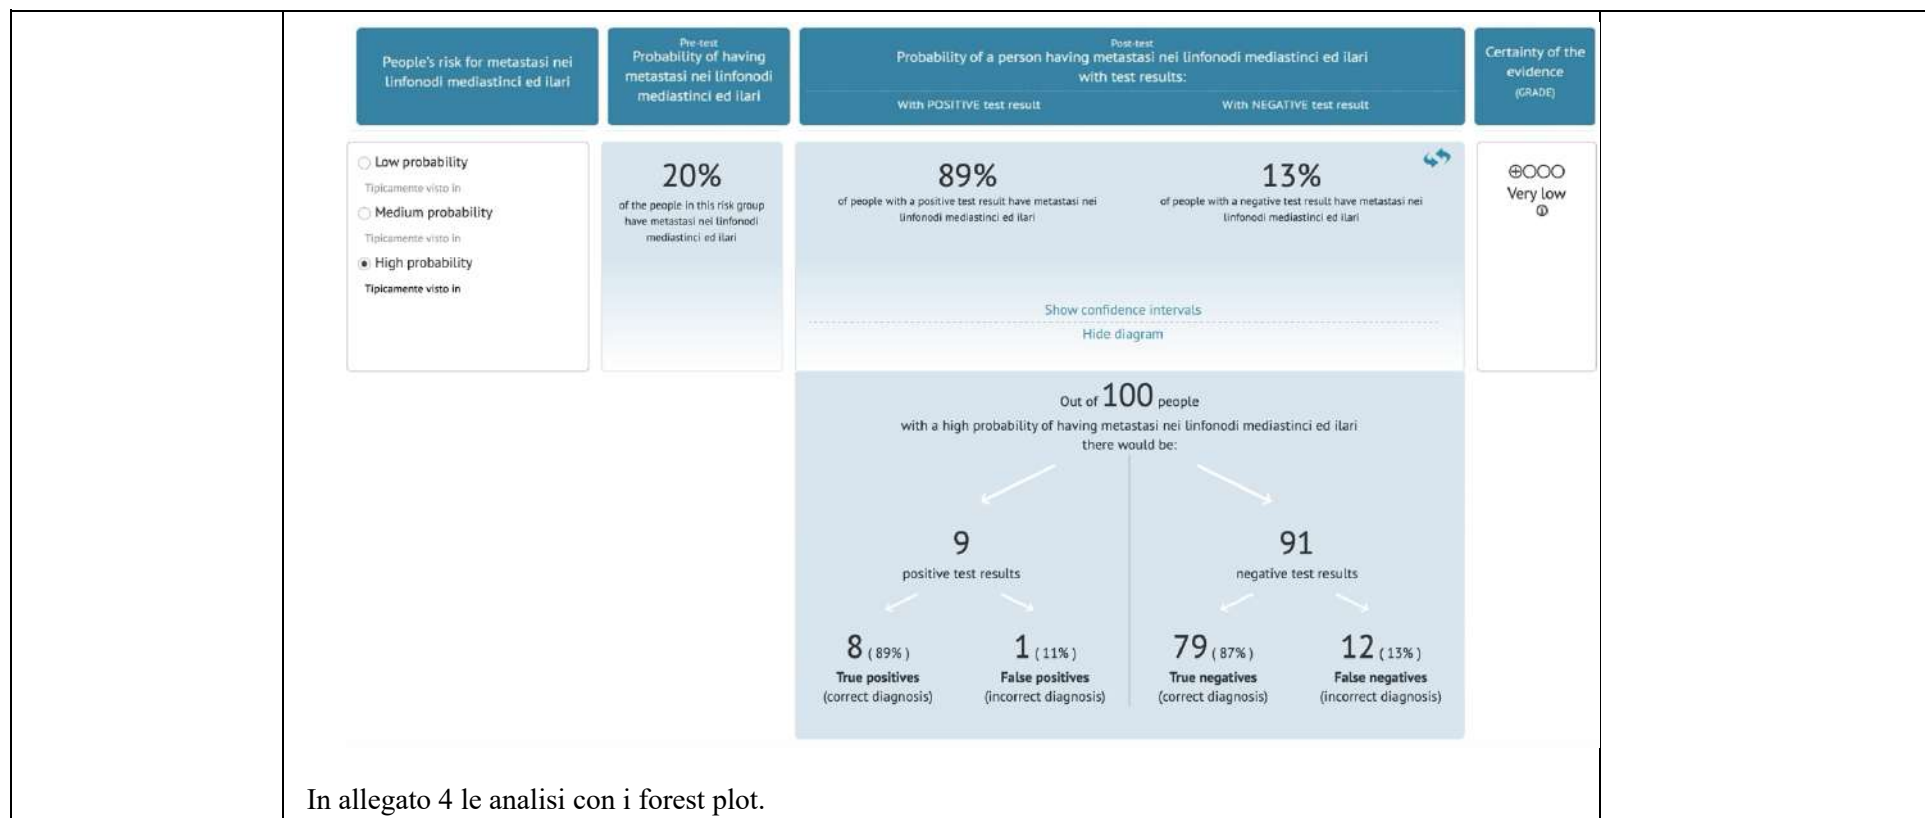 People's risk for metastasi nei
linfonodi mediastinci ed ilari
Pre-test
Probability of having
metastasi nei linfonodi
mediastinci ed ilari
Post-test
Probability of a person having metastasi nei linfonodi mediastinci ed ilari
with test results:
With POSITIVE test result
With NEGATIVE test result
Certainty of the
evidence
(GRADE)
Low probability
Tipicamente visto in
Medium probability
Tipicamente visto in
High probability
Tipicamente visto in
20%
of the people in this risk group
have metastasi nei linfonodi
mediastinci ed ilari
89%
of people with a positive test result have metastasi nei
linfonodi mediastinci ed ilari
13%
of people with a negative test result have metastasi nei
linfonodi mediastinci ed ilari
⊕○○○
Very low
Show confidence intervals
Hide diagram
Out of 100 people
with a high probability of having metastasi nei linfonodi mediastinci ed ilari
there would be:
9
positive test results
91
negative test results
8 (89%)
True positives
(correct diagnosis)
1 (11%)
False positives
(incorrect diagnosis)
79 (87%)
True negatives
(correct diagnosis)
12 (13%)
False negatives
(incorrect diagnosis)
In allegato 4 le analisi con i forest plot.